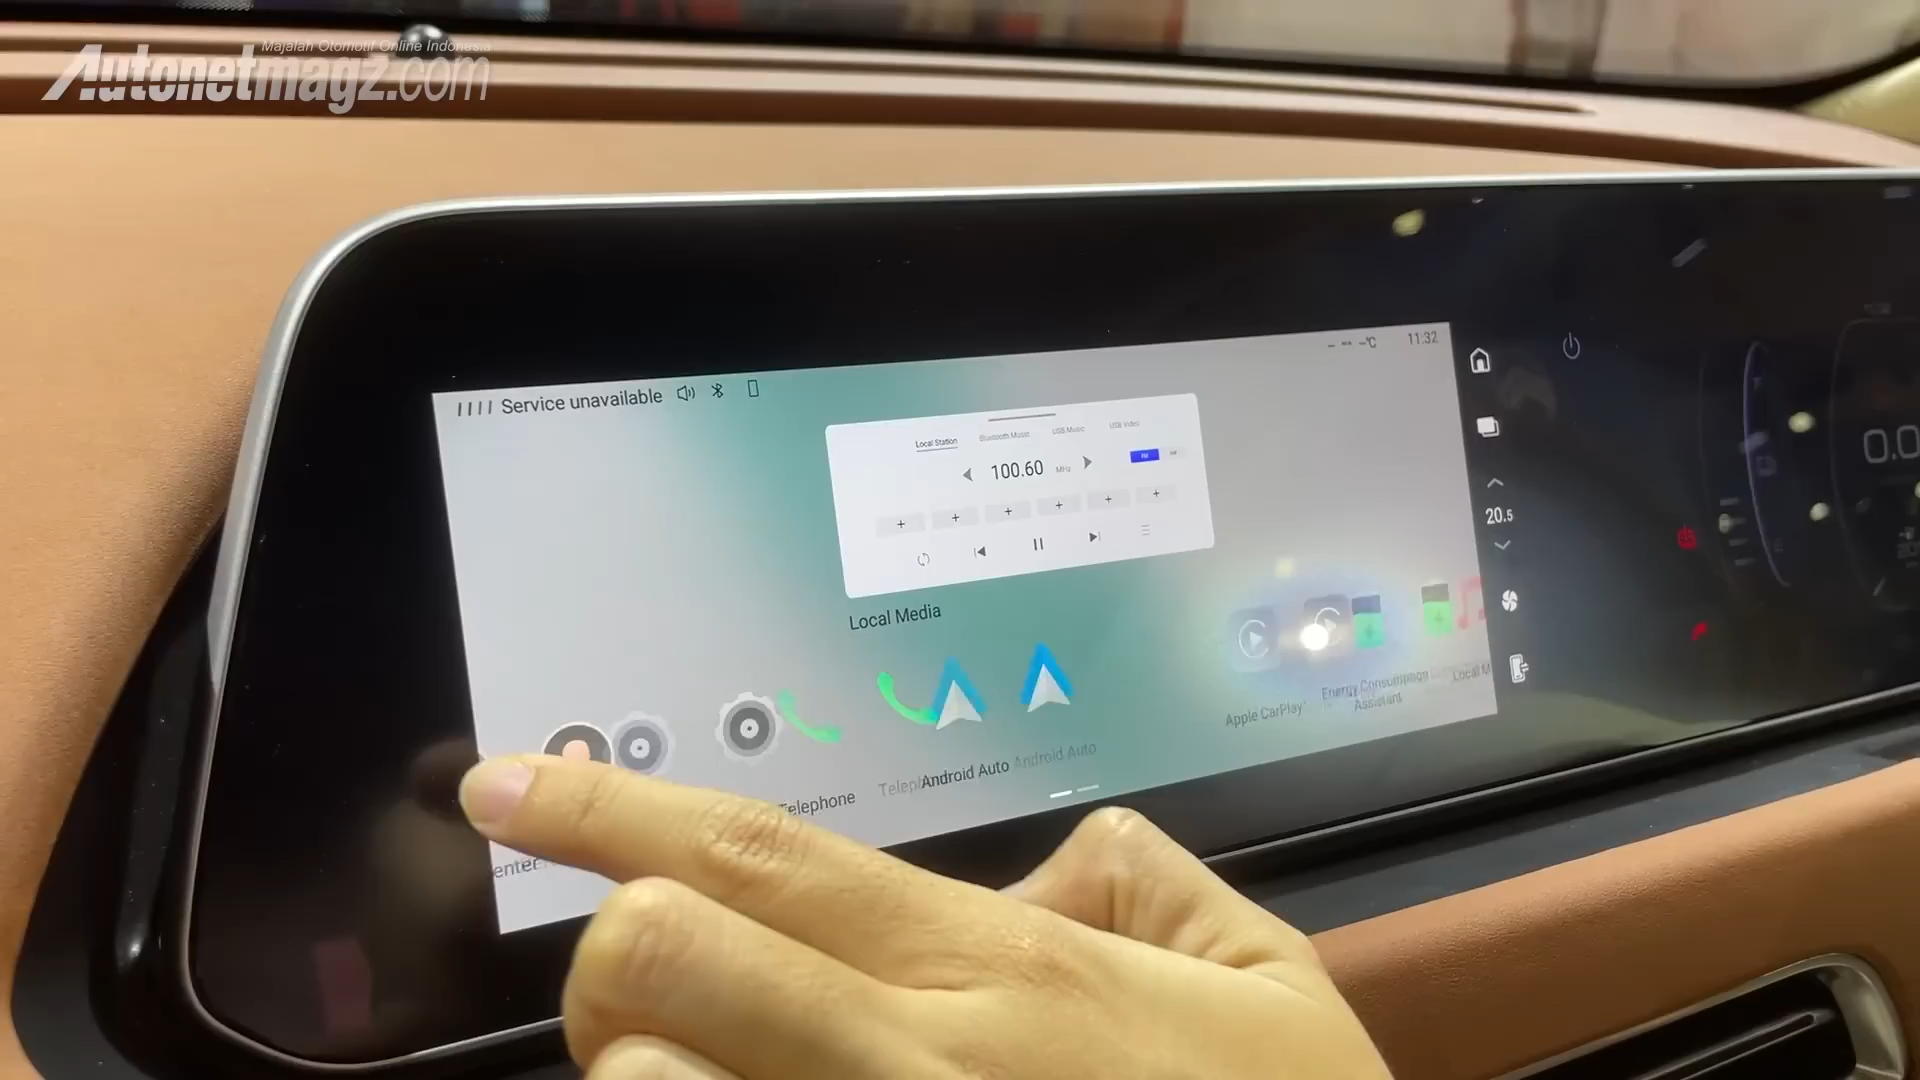 Majalah Otomotif Online Indonesia
Autonetmagz.com
Service unavailable
-- --°C
11:32
Local Station
Bluetooth Music
USB Music
USB Video
100.60
MHz
FM
Local Media
20.5
0.0
Telephone
Telephone
Android Auto
Android Auto
Apple CarPlay
Energy Consumption
Assistant
Local M